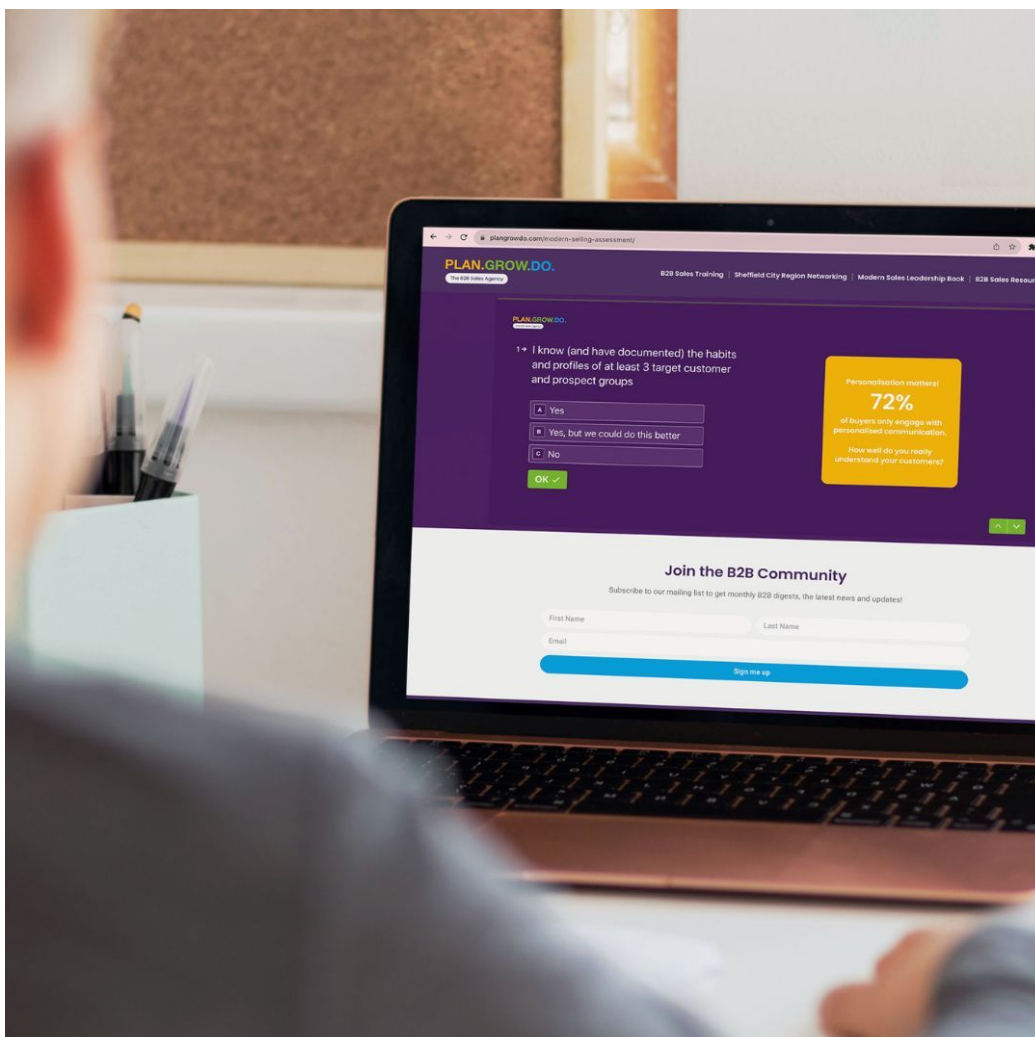 plangrowdo.com/modern-selling-assessment/
PLAN.GROW.DO.
The B2B Sales Agency
B2B Sales Training | Sheffield City Region Networking | Modern Sales Leadership Book | B2B Sales Resour
PLAN.GROW.DO.
1→ I know (and have documented) the habits
and profiles of at least 3 target customer
and prospect groups
A Yes
B Yes, but we could do this better
C No
OK ✓
Personalisation matters!
72%
of buyers only engage with
personalised communication.
How well do you really
understand your customers?
Join the B2B Community
Subscribe to our mailing list to get monthly B2B digests, the latest news and updates!
First Name
Last Name
Email
Sign me up